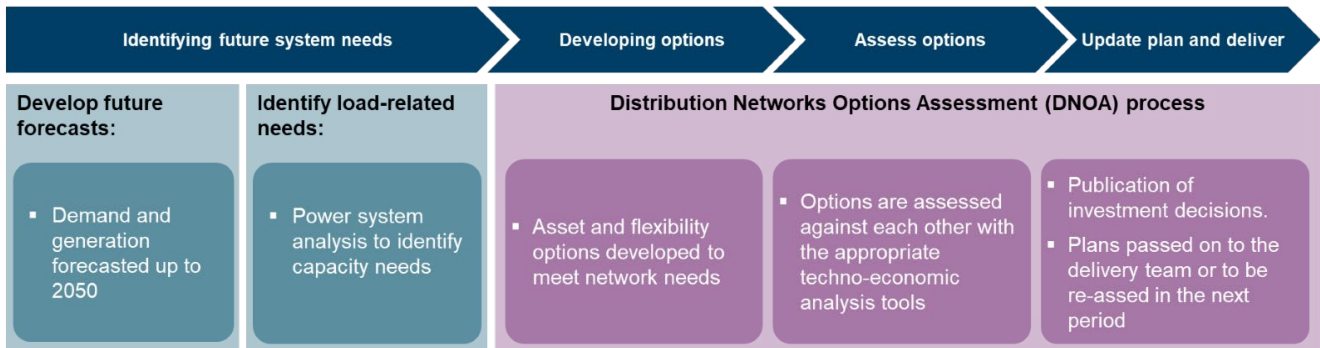 Identifying future system needs
Developing options
Assess options
Update plan and deliver
Develop future
forecasts:
Identify load-related
needs:
Distribution Networks Options Assessment (DNOA) process
▪ Demand and
generation
forecasted up to
2050
▪ Power system
analysis to identify
capacity needs
▪ Asset and flexibility
options developed to
meet network needs
▪ Options are assessed
against each other with
the appropriate
techno-economic
analysis tools
▪ Publication of
investment decisions.
▪ Plans passed on to the
delivery team or to be
re-assed in the next
period